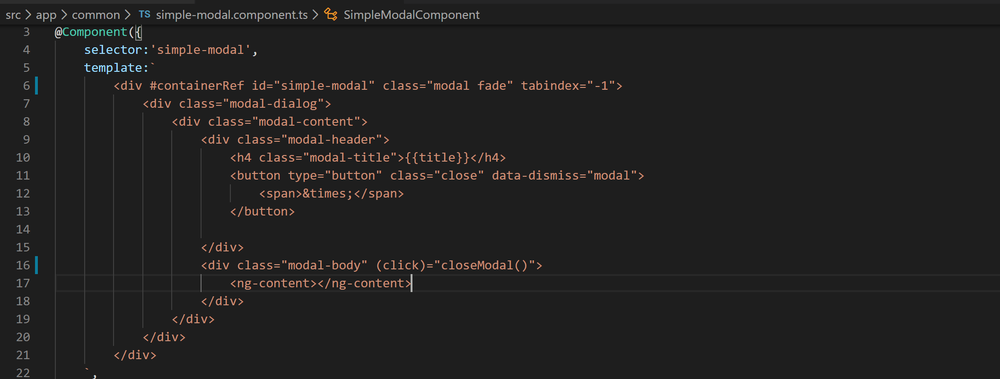 src > app > common > TS simple-modal.component.ts > SimpleModalComponent
3 @Component({
4 selector:'simple-modal',
5 template:`
6 <div #containerRef id="simple-modal" class="modal fade" tabindex="-1">
7 <div class="modal-dialog">
8 <div class="modal-content">
9 <div class="modal-header">
10 <h4 class="modal-title">{{title}}</h4>
11 <button type="button" class="close" data-dismiss="modal">
12 <span>&times;</span>
13 </button>
14
15 </div>
16 <div class="modal-body" (click)="closeModal()">
17 <ng-content></ng-content>
18 </div>
19 </div>
20 </div>
21 </div>
22 `,